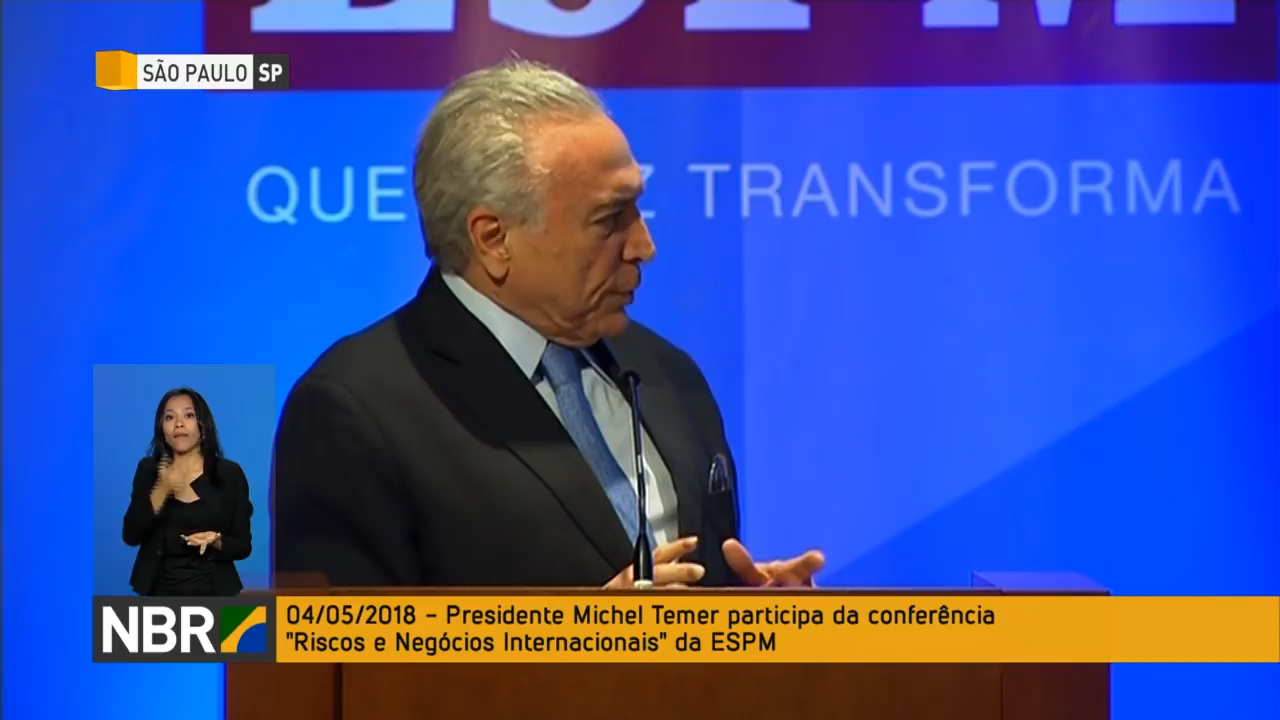 ESPM
SÃO PAULO SP
QUE TRANSFORMA
NBR
04/05/2018 – Presidente Michel Temer participa da conferência
"Riscos e Negócios Internacionais" da ESPM